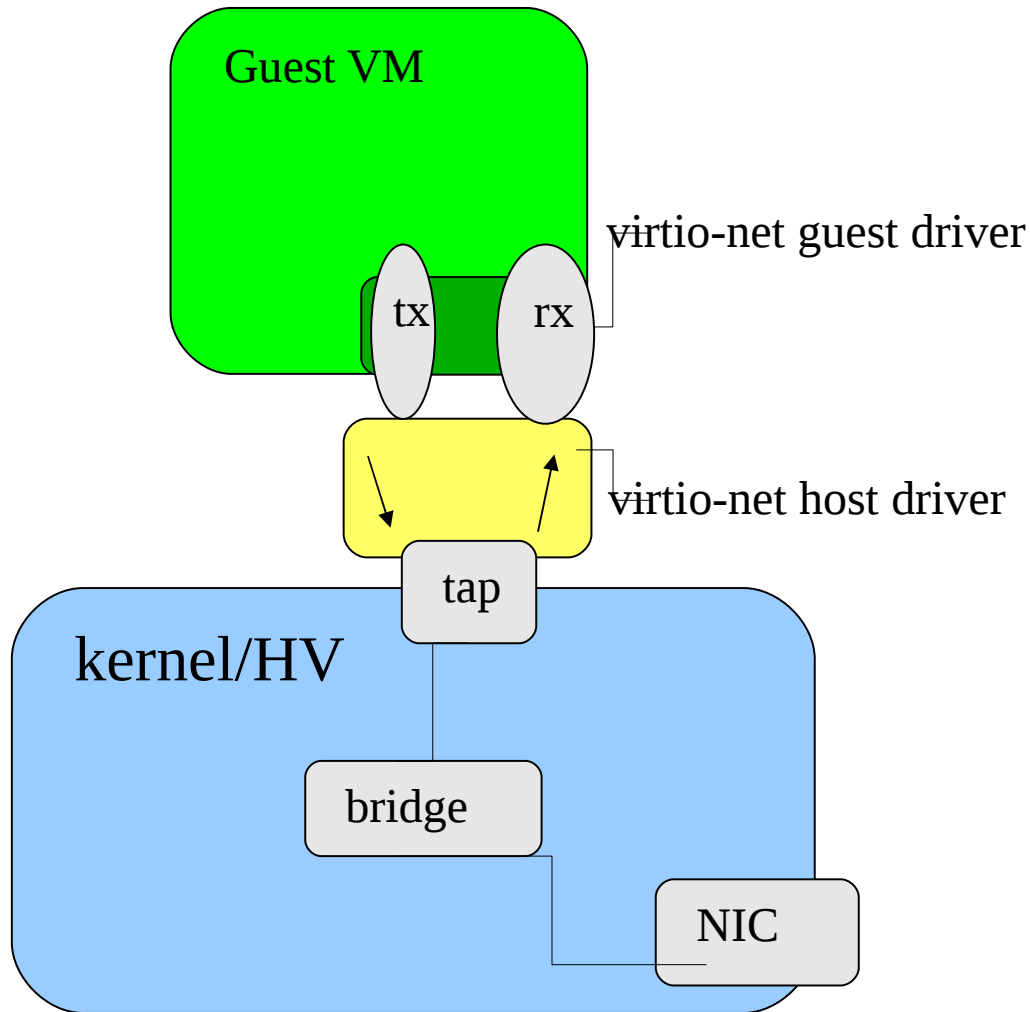 Guest VM
virtio-net guest driver
tx
rx
virtio-net host driver
tap
kernel/HV
bridge
NIC